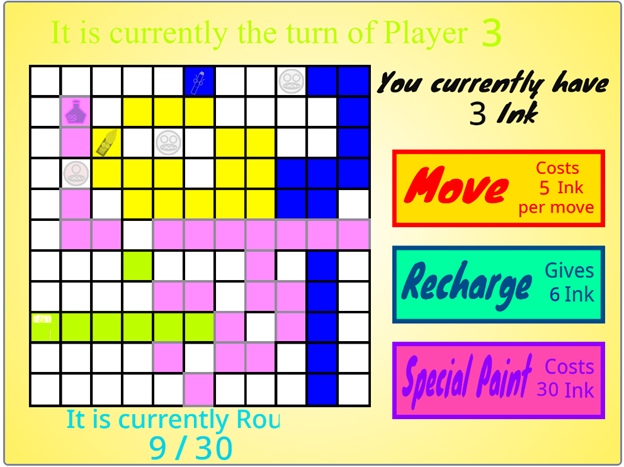 It is currently the turn of Player 3
You currently have
3 Ink
Move
Costs
5 Ink
per move
Recharge
Gives
6 Ink
Special Paint
Costs
30 Ink
It is currently Rou
9 / 30